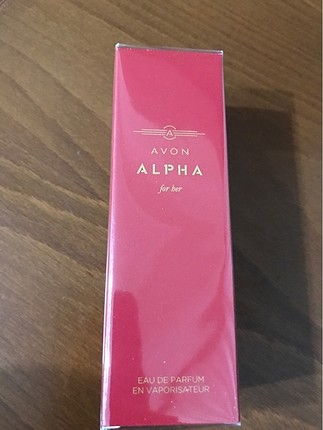 A
AVON
ALPHA
for her
EAU DE PARFUM
EN VAPORISATEUR